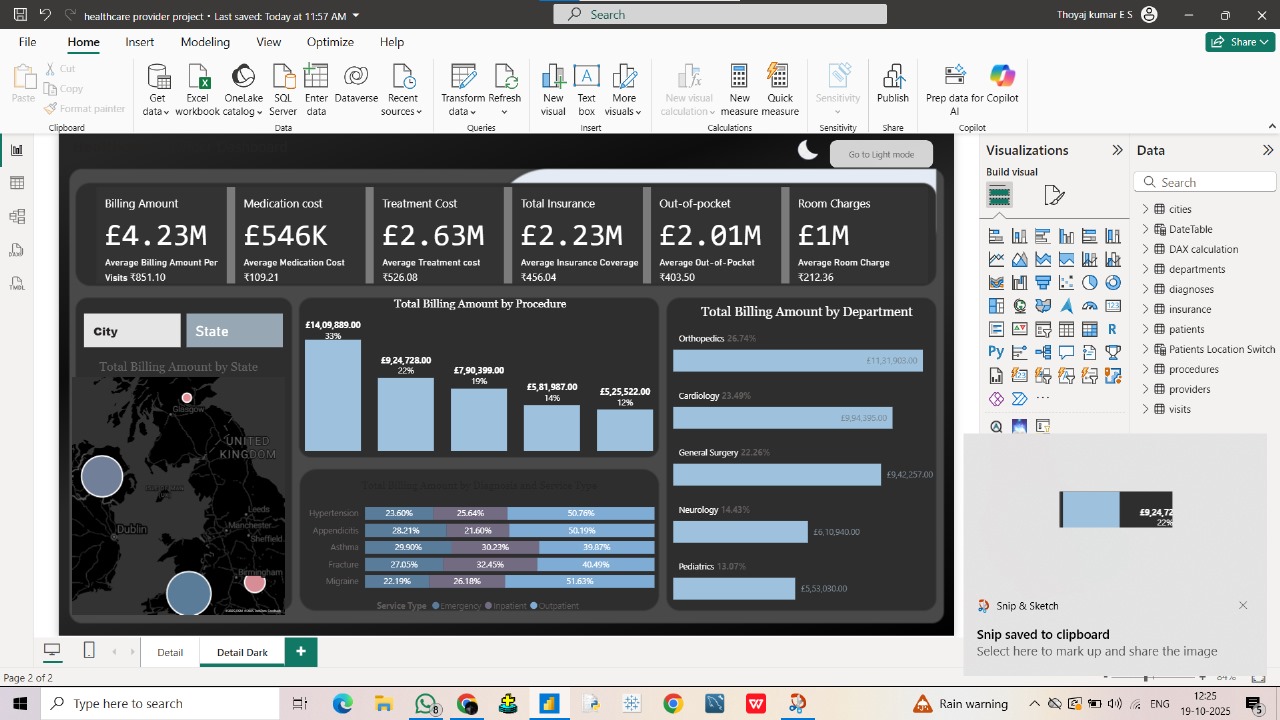 healthcare report • Last saved: Today at 11:57 AM
Search
Thoyaj kumar E S
File
Home
Insert
Modeling
View
Optimize
Help
Share
Paste
Cut
Copy
Format painter
Clipboard
Get data
Excel workbook
OneLake catalog
SQL Server
Enter data
Dataverse
Recent sources
Data
Transform data
Refresh
Queries
New visual
Text box
More visuals
Insert
New visual calculation
New measure
Quick measure
Calculations
Sensitivity
Sensitivity
Publish
Share
Prep data for AI
Copilot
Copilot
Dashboard
Go to Light mode
Billing Amount
£4.23M
Average Billing Amount Per Visits ₹851.10
Medication cost
£546K
Average Medication Cost
₹109.21
Treatment Cost
£2.63M
Average Treatment cost
₹526.08
Total Insurance
£2.23M
Average Insurance Coverage
₹456.04
Out-of-pocket
£2.01M
Average Out-of-Pocket
₹403.50
Room Charges
£1M
Average Room Charge
₹212.36
City
State
Total Billing Amount by State
Glasgow
UNITED KINGDOM
Dublin
Leeds
Manchester
Sheffield
Birmingham
Total Billing Amount by Procedure
£14,09,889.00
33%
£9,24,728.00
22%
£7,90,399.00
19%
£5,81,987.00
14%
£5,25,522.00
12%
Total Billing Amount by Diagnosis and Service Type
Hypertension 23.60% 25.64% 50.76%
Appendicitis 28.21% 21.60% 50.19%
Asthma 29.90% 30.23% 39.87%
Fracture 27.05% 32.45% 40.49%
Migraine 22.19% 26.18% 51.63%
Service Type Emergency Inpatient Outpatient
Total Billing Amount by Department
Orthopedics 26.74%
£11,31,903.00
Cardiology 23.49%
£9,94,395.00
General Surgery 22.26%
£9,42,257.00
Neurology 14.43%
£6,10,940.00
Pediatrics 13.07%
£5,53,030.00
Visualizations
Build visual
Data
Search
cities
DateTable
DAX calculation
departments
diagnoses
insurance
patients
Patients Location Switch
procedures
providers
visits
£9,24,72
22%
Snip & Sketch
Snip saved to clipboard
Select here to mark up and share the image
Detail
Detail Dark
Page 2 of 2
84%
Type here to search
Rain warning
ENG
12:25
19-10-2025